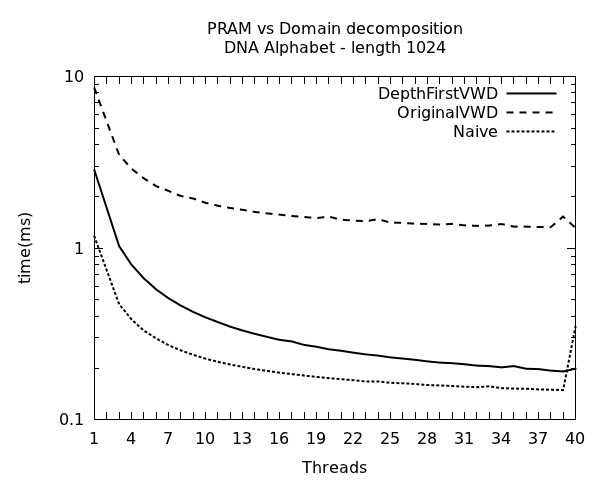 PRAM vs Domain decomposition
DNA Alphabet - length 1024
DepthFirstVWD
OriginalVWD
Naive
10
1
0.1
time(ms)
1 4 7 10 13 16 19 22 25 28 31 34 37 40
Threads